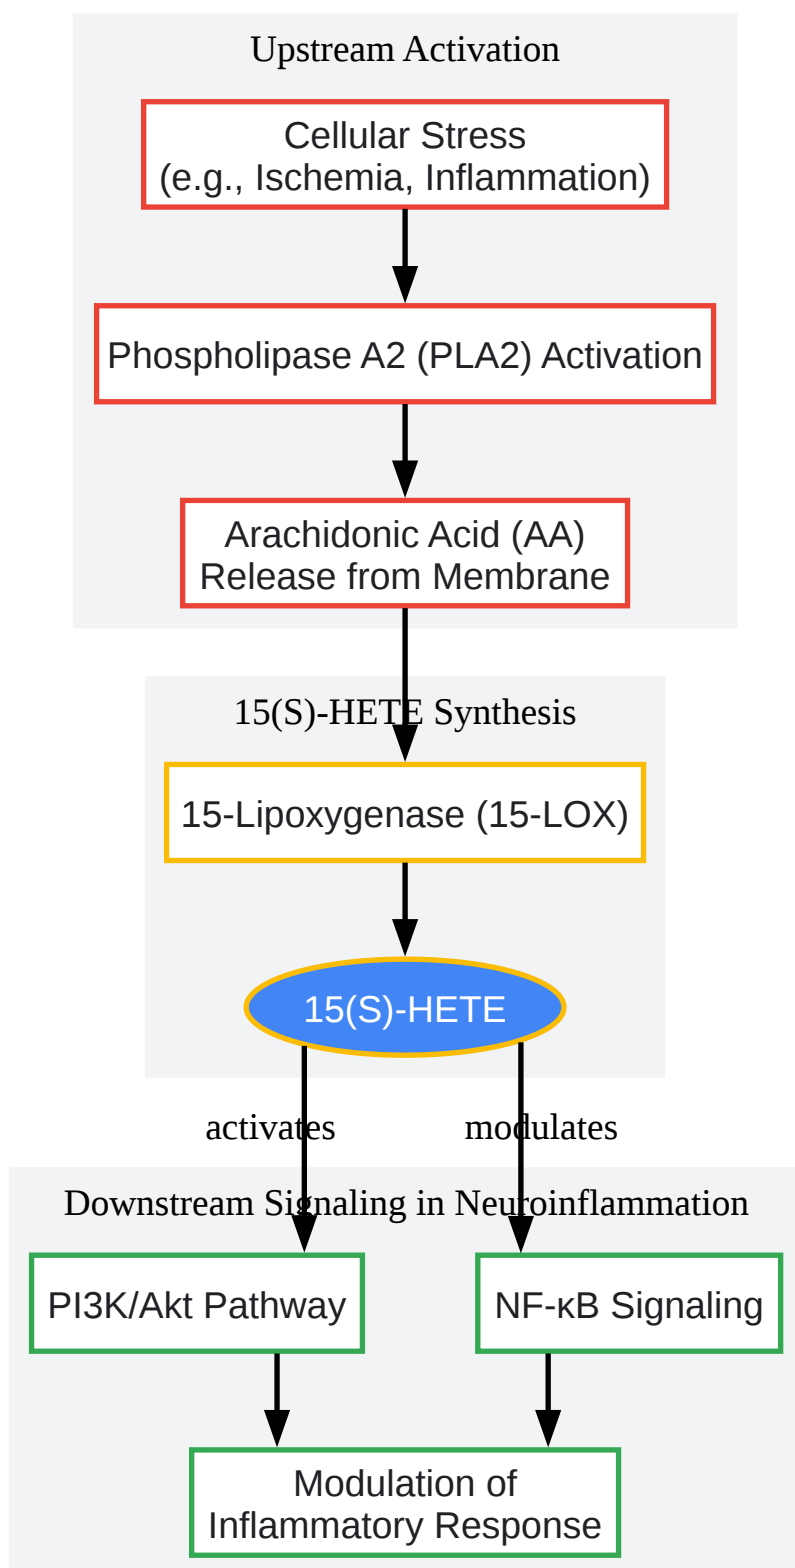 Upstream Activation
Cellular Stress
(e.g., Ischemia, Inflammation)
Phospholipase A2 (PLA2) Activation
Arachidonic Acid (AA)
Release from Membrane
15(S)-HETE Synthesis
15-Lipoxygenase (15-LOX)
15(S)-HETE
activates
modulates
Downstream Signaling in Neuroinflammation
PI3K/Akt Pathway
NF-κB Signaling
Modulation of
Inflammatory Response